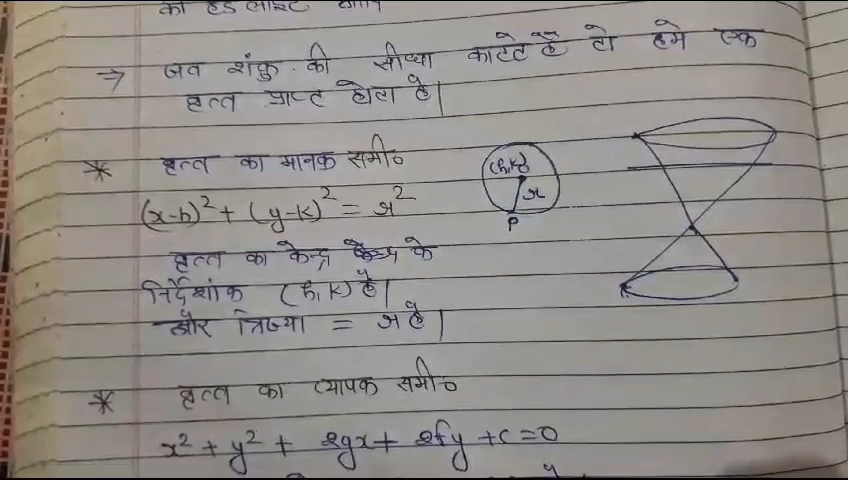 को हैड लाइट
⇒ जब शंकु की सीधा काटते हैं तो हमे एक
वृत्त प्राप्त होता है|
* वृत्त का मानक समी०
(h,k)
r
P
(x-h)² + (y-k)² = r²
वृत्त का केन्द्र के
निर्देशांक (h,k) है|
और त्रिज्या = r है|
* वृत्त का व्यापक समी०
x² + y² + 2gx + 2fy + c = 0